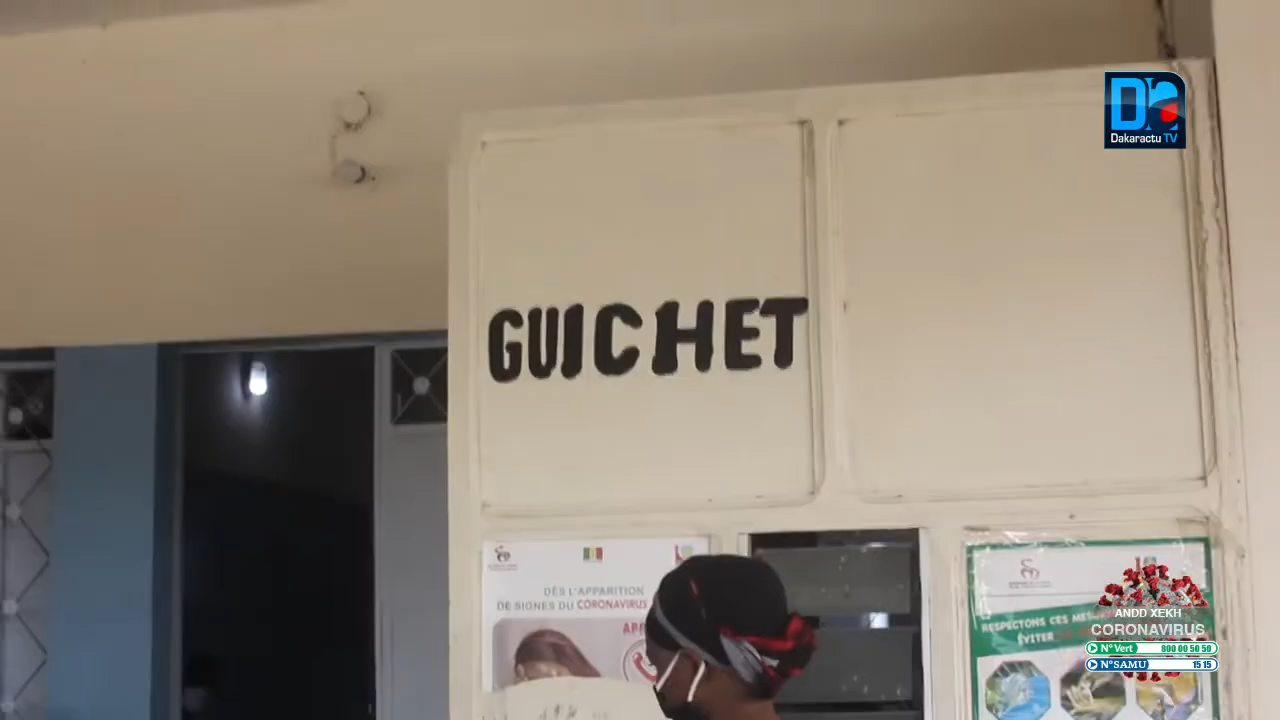 Dakaractu TV
GUICHET
DÈS L'APPARITION
DE SIGNES DU CORONAVIRUS
RESPECTONS CES
ÉVITER
ANDD XEKH
CORONAVIRUS
N° Vert 800 00 50 50
N°SAMU 15 15